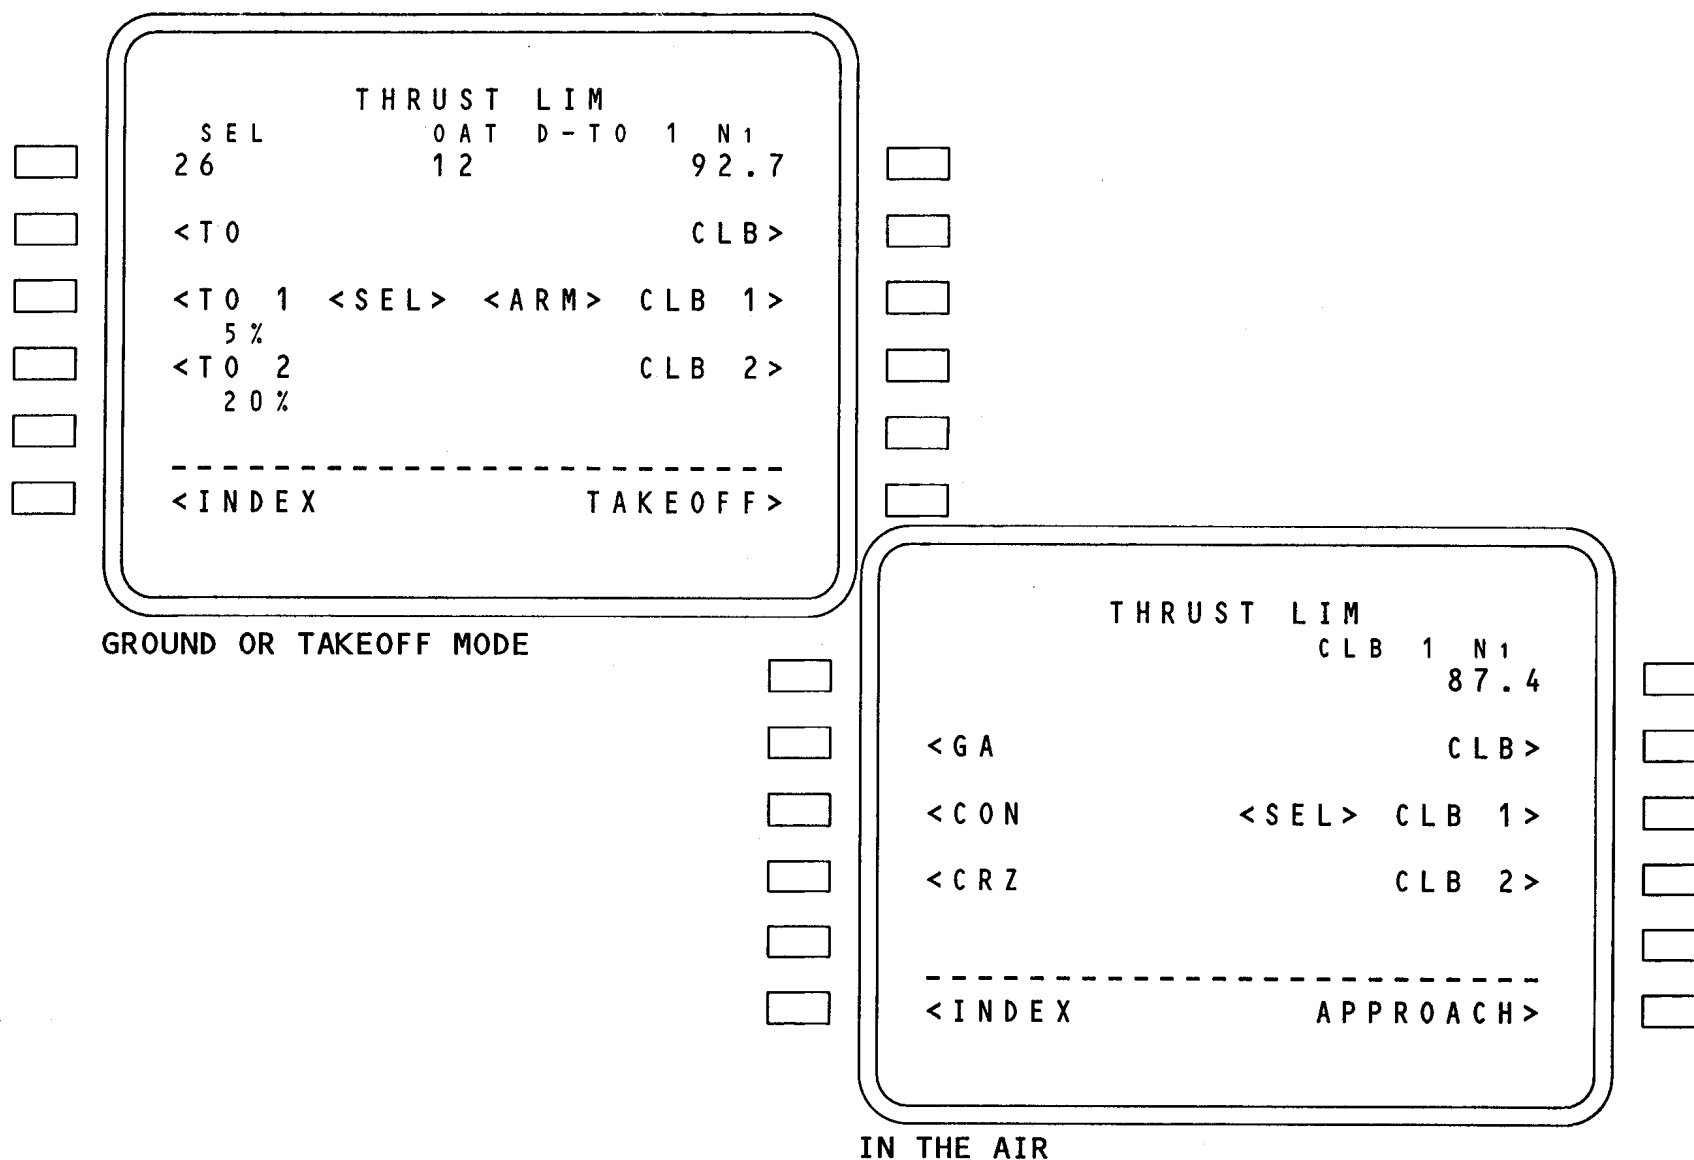 THRUST LIM
SEL OAT D-TO 1 N1
26 12 92.7
<TO CLB>
<TO 1 <SEL> <ARM> CLB 1>
5%
<TO 2 CLB 2>
20%
------------------------
<INDEX TAKEOFF>
GROUND OR TAKEOFF MODE
THRUST LIM
CLB 1 N1
87.4
<GA CLB>
<CON <SEL> CLB 1>
<CRZ CLB 2>
------------------------
<INDEX APPROACH>
IN THE AIR